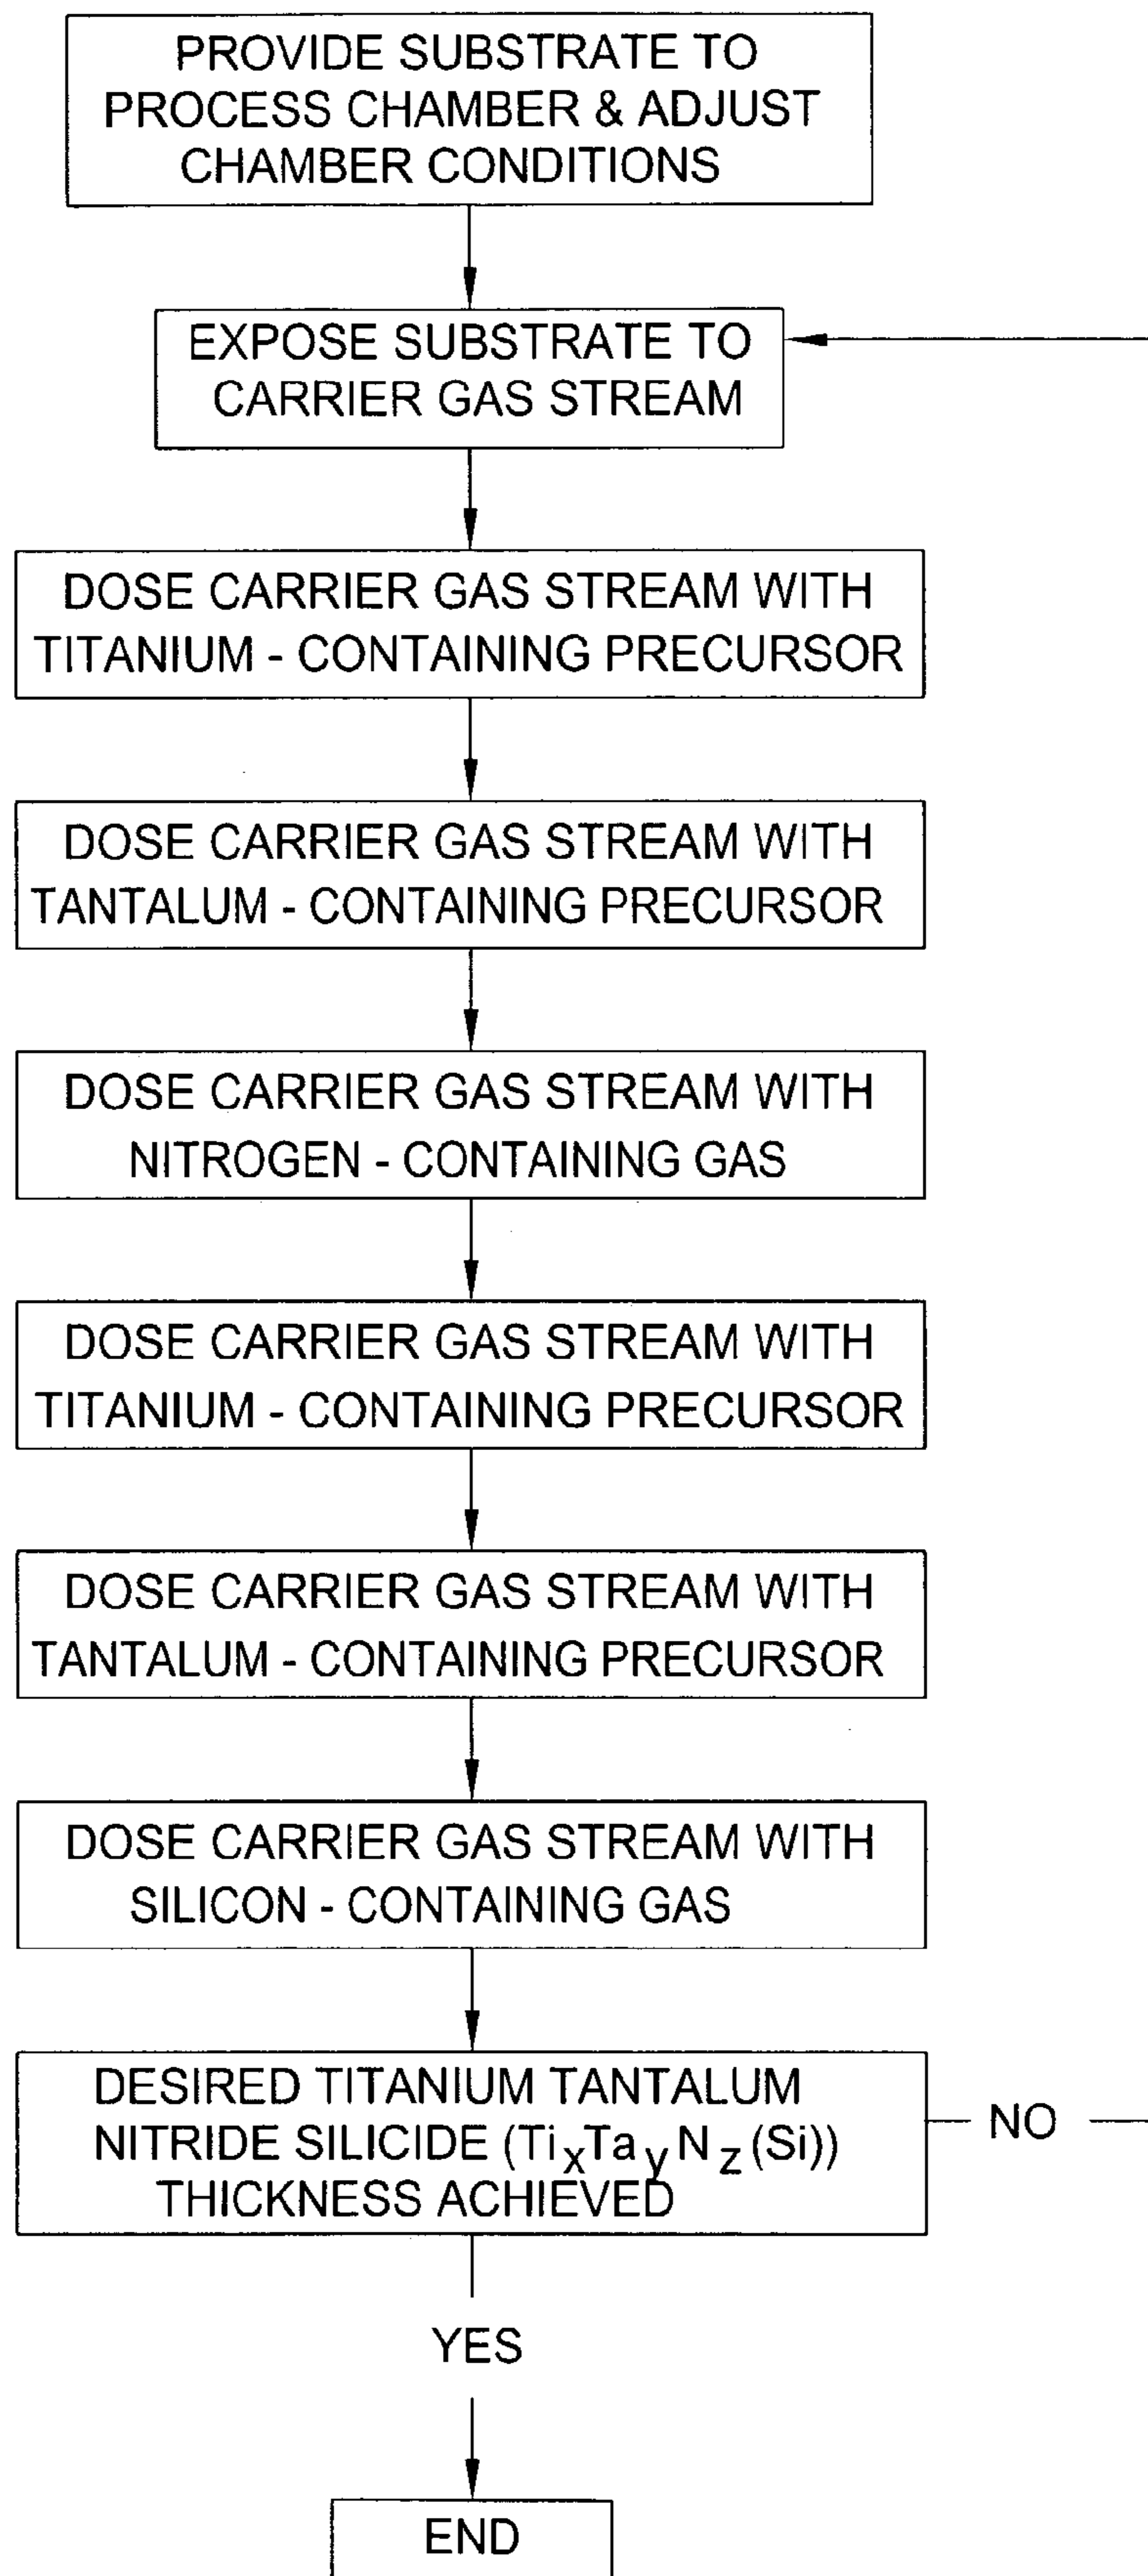 PROVIDE SUBSTRATE TO
PROCESS CHAMBER & ADJUST
CHAMBER CONDITIONS
EXPOSE SUBSTRATE TO
CARRIER GAS STREAM
DOSE CARRIER GAS STREAM WITH
TITANIUM - CONTAINING PRECURSOR
DOSE CARRIER GAS STREAM WITH
TANTALUM - CONTAINING PRECURSOR
DOSE CARRIER GAS STREAM WITH
NITROGEN - CONTAINING GAS
DOSE CARRIER GAS STREAM WITH
TITANIUM - CONTAINING PRECURSOR
DOSE CARRIER GAS STREAM WITH
TANTALUM - CONTAINING PRECURSOR
DOSE CARRIER GAS STREAM WITH
SILICON - CONTAINING GAS
DESIRED TITANIUM TANTALUM
NITRIDE SILICIDE (TixTayNz(Si))
THICKNESS ACHIEVED
NO
YES
END